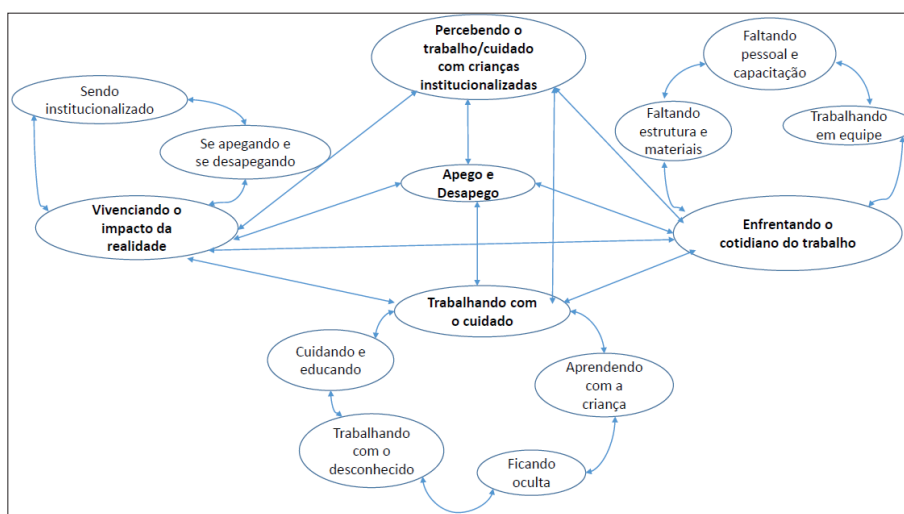 Percebendo o
trabalho/cuidado
com crianças
institucionalizadas
Faltando
pessoal e
capacitação
Sendo
institucionalizado
Se apegando e
se desapegando
Faltando
estrutura e
materiais
Trabalhando
em equipe
Apego e
Desapego
Vivenciando o
impacto da
realidade
Enfrentando o
cotidiano do trabalho
Trabalhando com
o cuidado
Cuidando e
educando
Aprendendo
com a
criança
Trabalhando
com o
desconhecido
Ficando
oculta